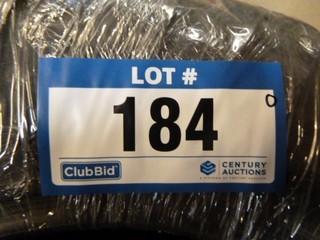 LOT #
184
ClubBid
CENTURY
AUCTIONS